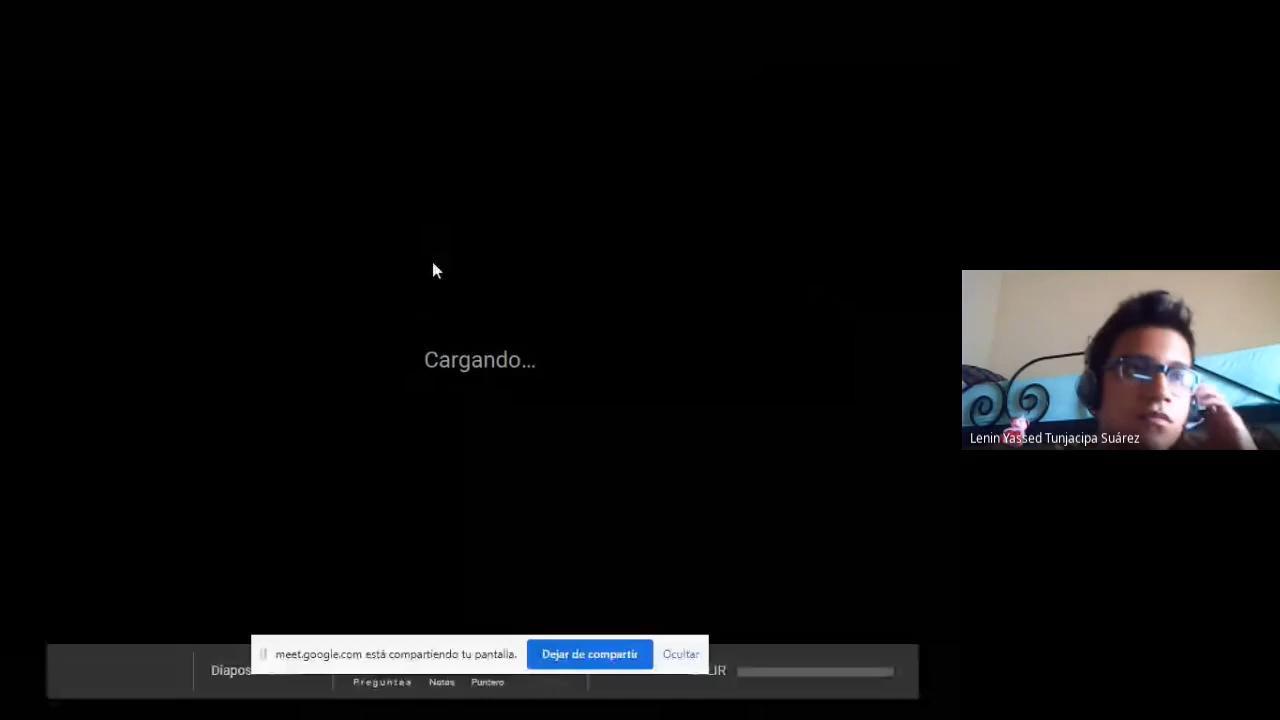 Cargando...
Lenin Yassed Tunjacipa Suárez
meet.google.com está compartiendo tu pantalla.
Dejar de compartir
Ocultar
Preguntas
Notas
Puntero